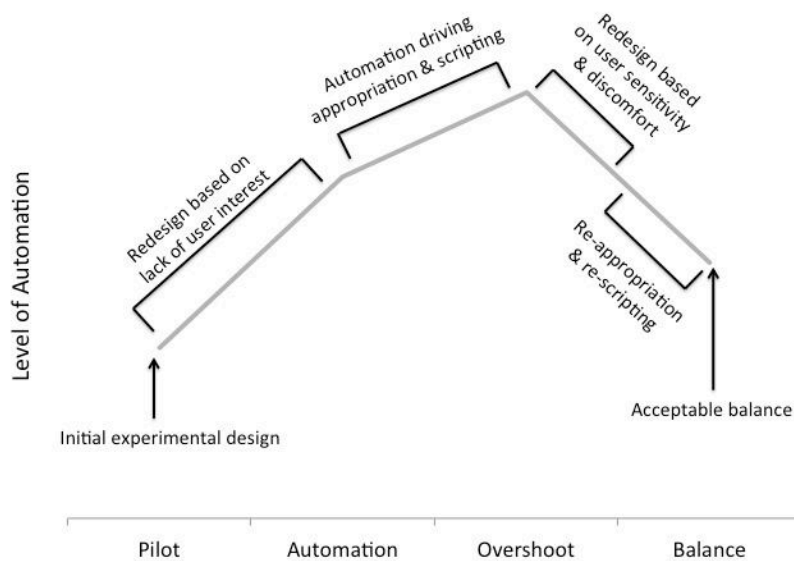 Automation driving
appropriation & scripting
Redesign based
on user sensitivity
& discomfort
Redesign based on
lack of user interest
Re-appropriation
& re-scripting
Level of Automation
Initial experimental design
Acceptable balance
Pilot
Automation
Overshoot
Balance